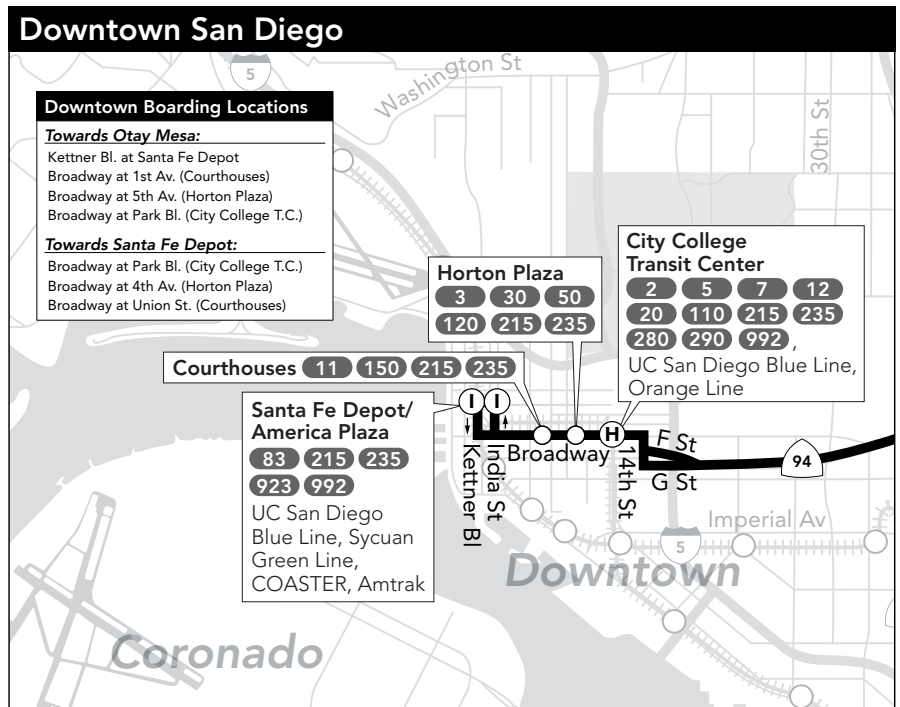 Downtown San Diego
5
Washington St
30th St
Downtown Boarding Locations
Towards Otay Mesa:
Kettner Bl. at Santa Fe Depot
Broadway at 1st Av. (Courthouses)
Broadway at 5th Av. (Horton Plaza)
Broadway at Park Bl. (City College T.C.)
Towards Santa Fe Depot:
Broadway at Park Bl. (City College T.C.)
Broadway at 4th Av. (Horton Plaza)
Broadway at Union St. (Courthouses)
Horton Plaza
3 30 50
120 215 235
City College
Transit Center
2 5 7 12
20 110 215 235
280 290 992 ,
UC San Diego Blue Line,
Orange Line
Courthouses 11 150 215 235
Santa Fe Depot/
America Plaza
83 215 235
923 992
UC San Diego
Blue Line, Sycuan
Green Line,
COASTER, Amtrak
I I
H
Kettner Bl
India St
Broadway
14th St
F St
G St
94
Imperial Av
5
Downtown
Coronado